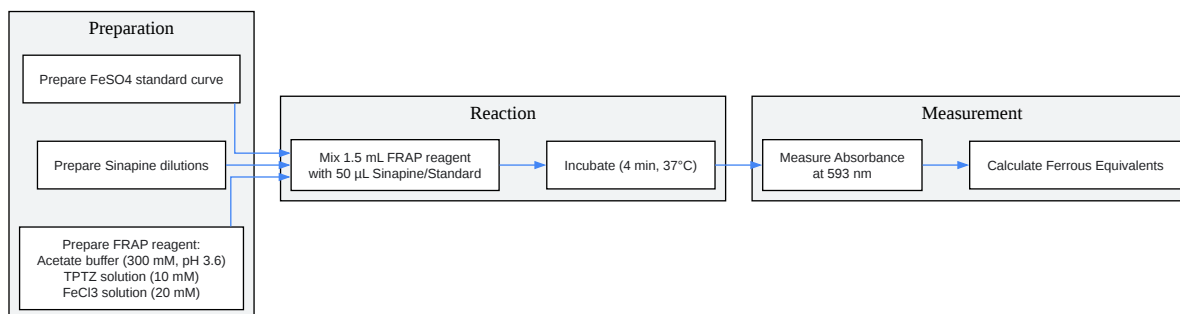 Preparation
Prepare FeSO4 standard curve
Prepare Sinapine dilutions
Prepare FRAP reagent:
Acetate buffer (300 mM, pH 3.6)
TPTZ solution (10 mM)
FeCl3 solution (20 mM)
Reaction
Mix 1.5 mL FRAP reagent
with 50 µL Sinapine/Standard
Incubate (4 min, 37°C)
Measurement
Measure Absorbance
at 593 nm
Calculate Ferrous Equivalents